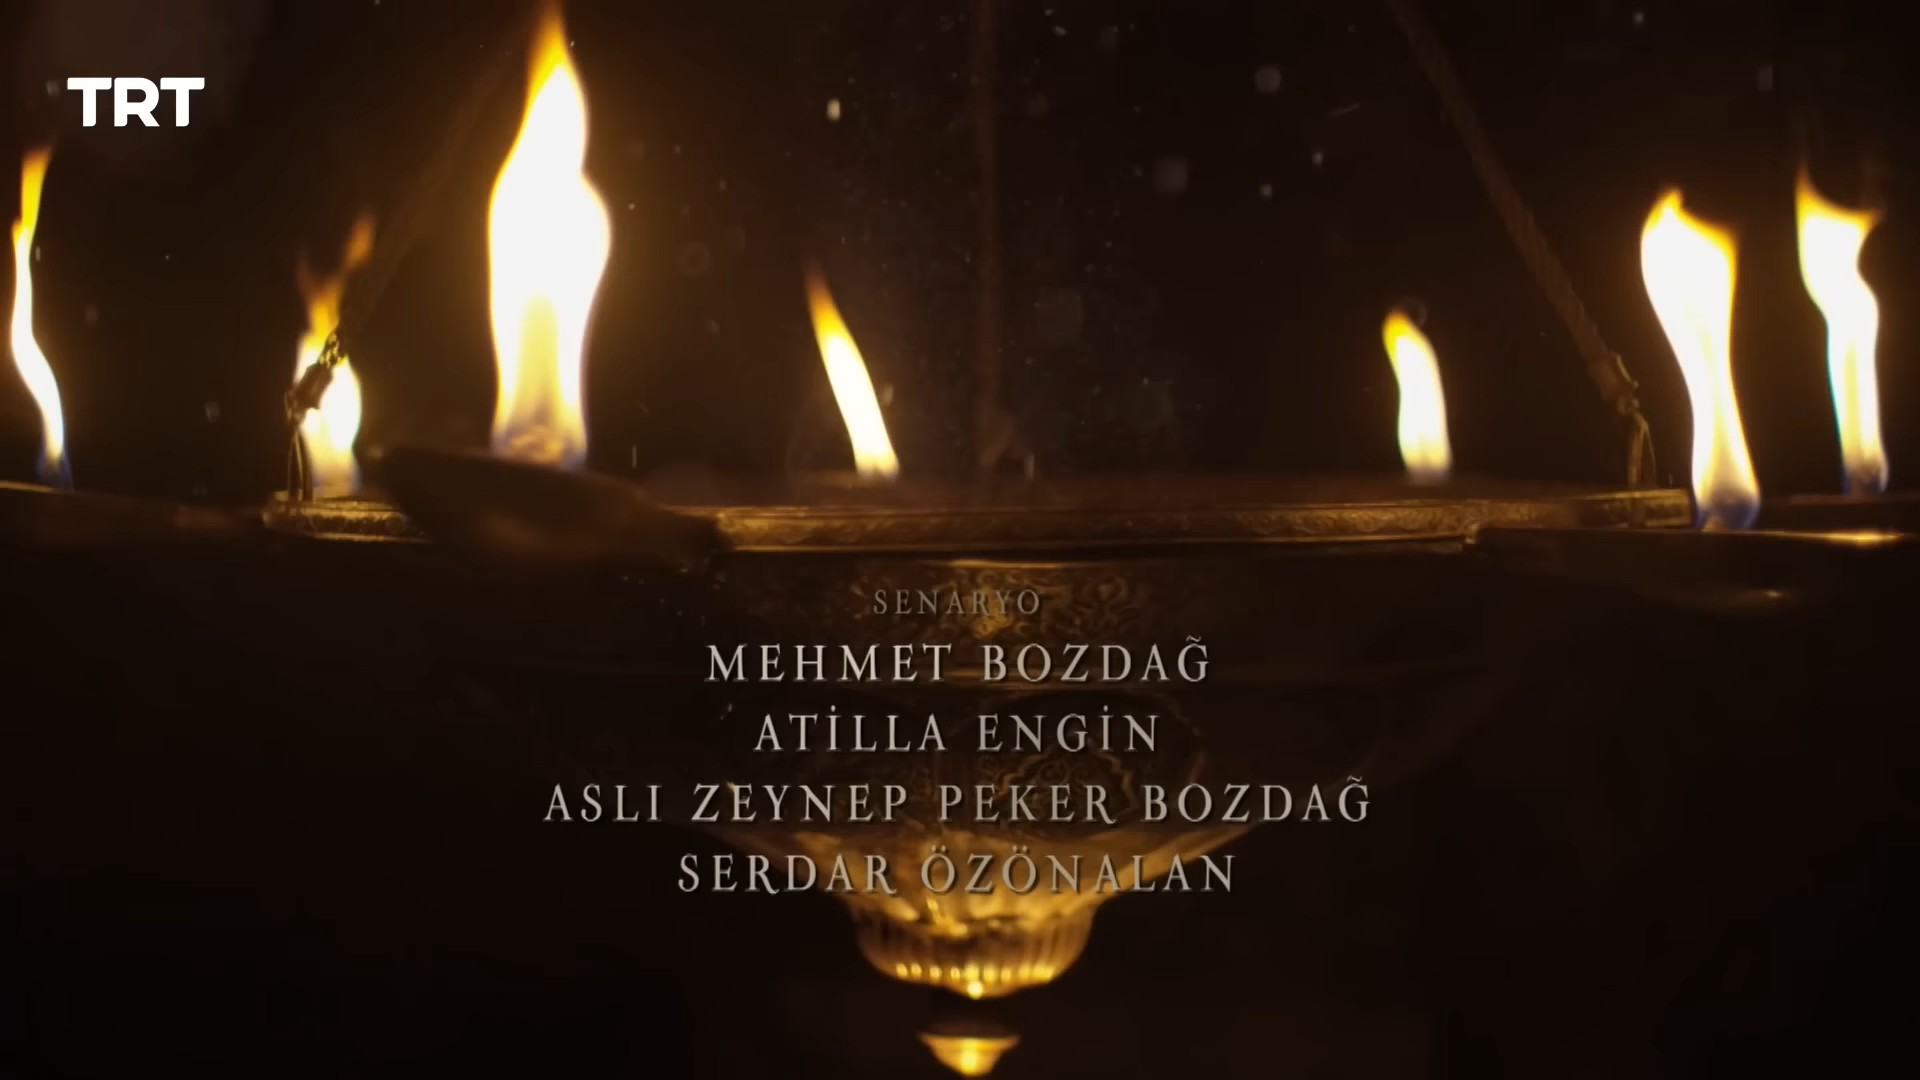 TRT
SENARYO
MEHMET BOZDAĞ
ATİLLA ENGİN
ASLI ZEYNEP PEKER BOZDAĞ
SERDAR ÖZÖNALAN